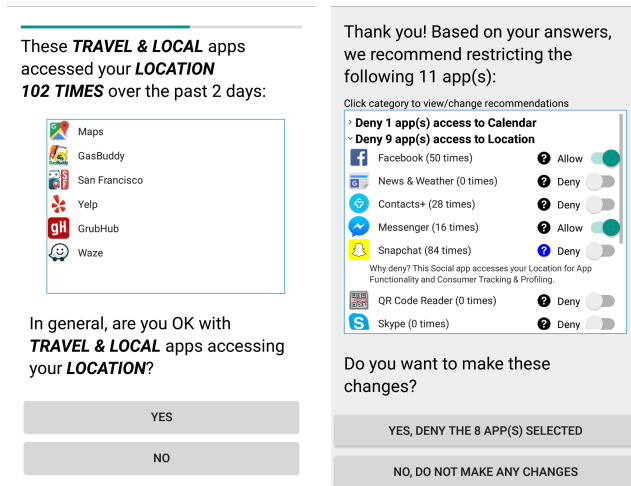 These TRAVEL & LOCAL apps
accessed your LOCATION
102 TIMES over the past 2 days:
Maps
GasBuddy
San Francisco
Yelp
gH
GrubHub
Waze
In general, are you OK with
TRAVEL & LOCAL apps accessing
your LOCATION?
YES
NO
Thank you! Based on your answers,
we recommend restricting the
following 11 app(s):
Click category to view/change recommendations
› Deny 1 app(s) access to Calendar
Deny 9 app(s) access to Location
Facebook (50 times) ? Allow
News & Weather (0 times) ? Deny
Contacts+ (28 times) ? Deny
Messenger (16 times) ? Allow
Snapchat (84 times) ? Deny
Why deny? This Social app accesses your Location for App
Functionality and Consumer Tracking & Profiling.
QR Code Reader (0 times) ? Deny
Skype (0 times) ? Deny
Do you want to make these
changes?
YES, DENY THE 8 APP(S) SELECTED
NO, DO NOT MAKE ANY CHANGES